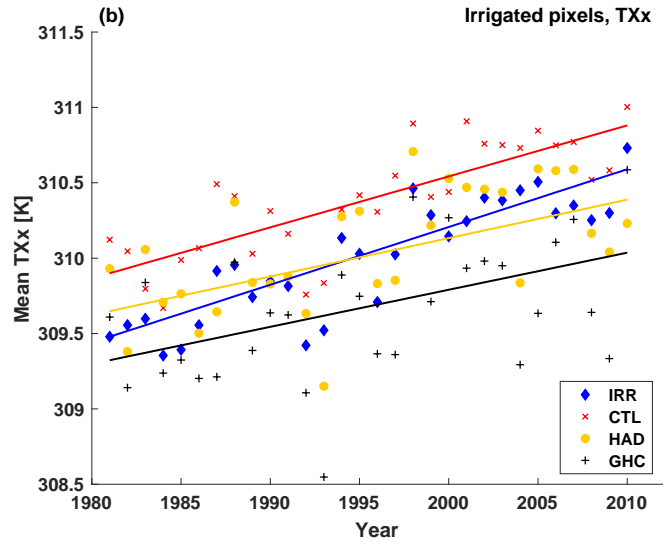 (b) Irrigated pixels, TXx
311.5
311
310.5
310
309.5
309
308.5
Mean TXx [K]
1980 1985 1990 1995 2000 2005 2010
Year
IRR
CTL
HAD
GHC